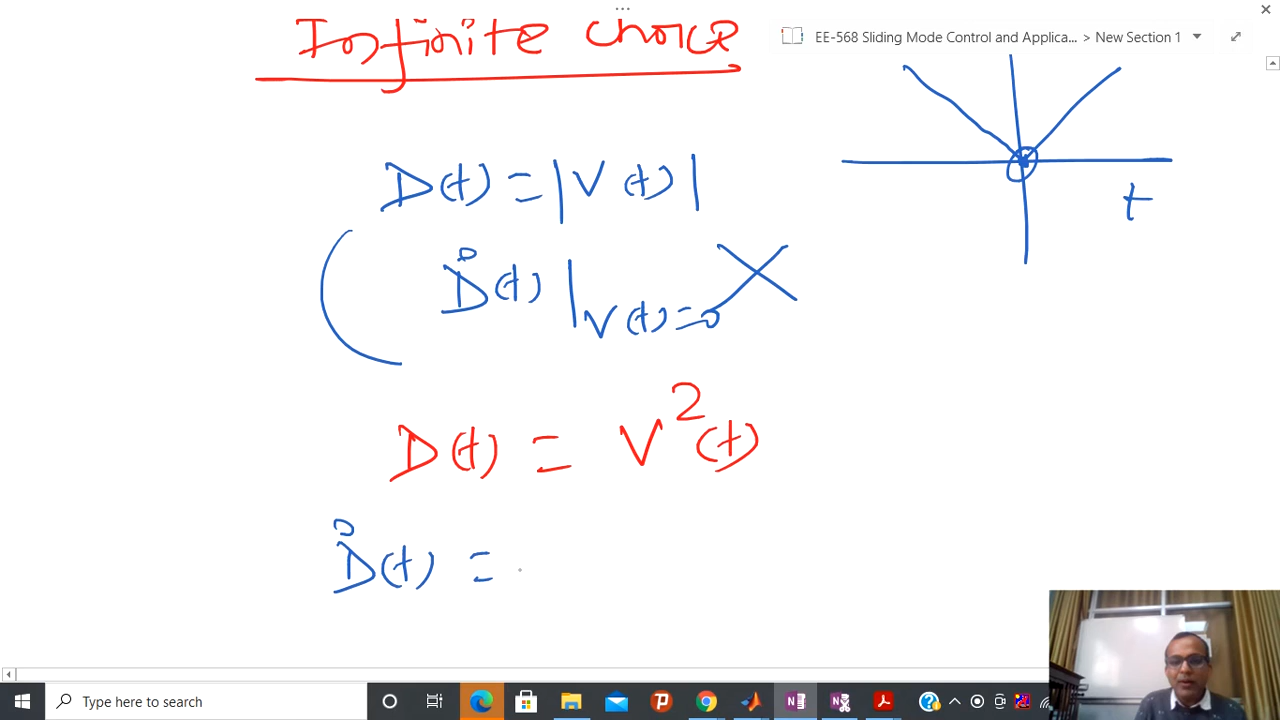 Infinite choice
EE-568 Sliding Mode Control and Applica... > New Section 1
D(t) = |V(t)|
t
Ḋ(t)|V(t)=0
D(t) = V²(t)
Ḋ(t) =
Type here to search